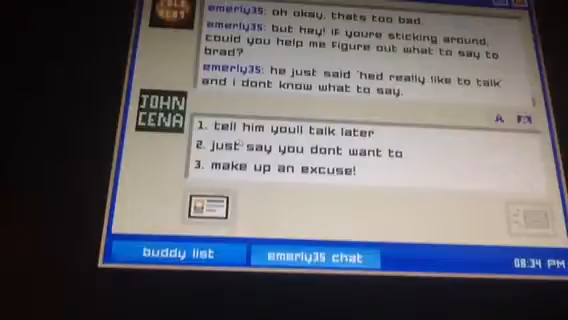 emerly35: oh okay, thats too bad.
emerly35: but hey! if youre sticking around,
could you help me figure out what to say to
brad?
emerly35: he just said 'hed really like to talk'
and i dont know what to say.
JOHN
CENA
A
1. tell him youll talk later
2. just say you dont want to
3. make up an excuse!
buddy list
emerly35 chat
08:34 PM